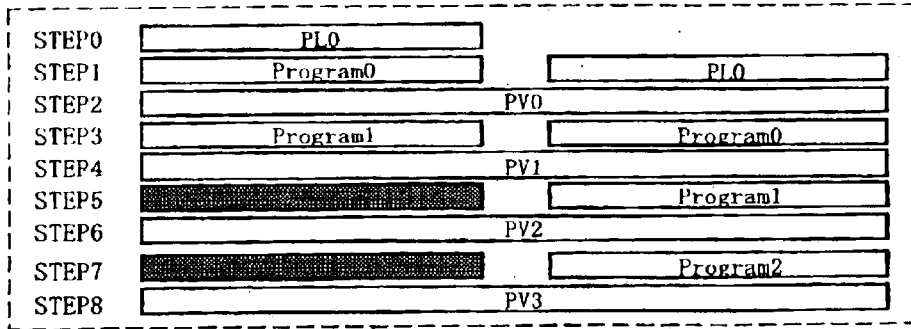 STEP0 PL0
STEP1 Program0 PL0
STEP2 PV0
STEP3 Program1 Program0
STEP4 PV1
STEP5 Program1
STEP6 PV2
STEP7 Program2
STEP8 PV3